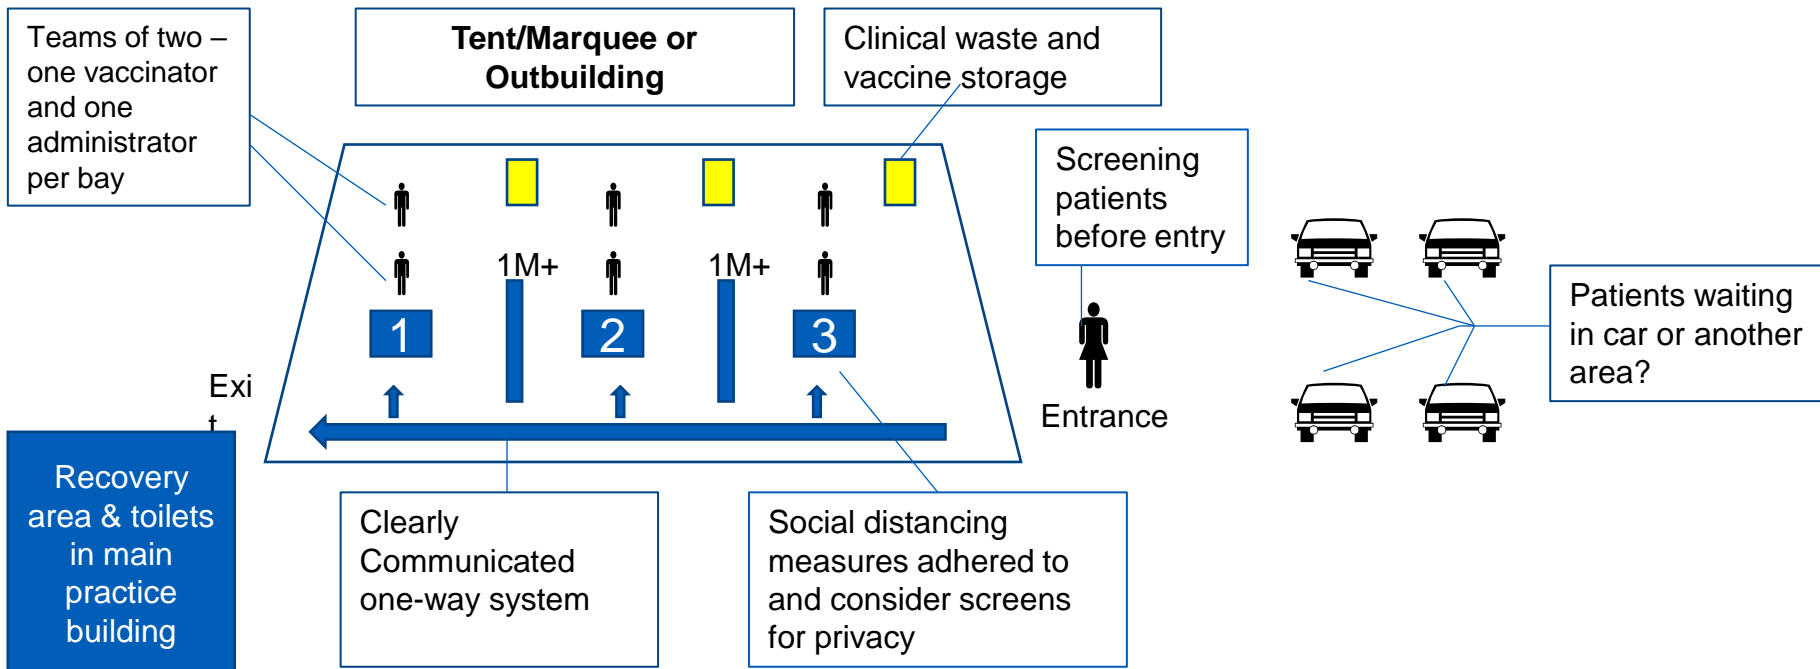 Teams of two –
one vaccinator
and one
administrator
per bay
Tent/Marquee or
Outbuilding
Clinical waste and
vaccine storage
Screening
patients
before entry
1M+
1M+
1
2
3
Patients waiting
in car or another
area?
Exi
t
Entrance
Recovery
area & toilets
in main
practice
building
Clearly
Communicated
one-way system
Social distancing
measures adhered to
and consider screens
for privacy